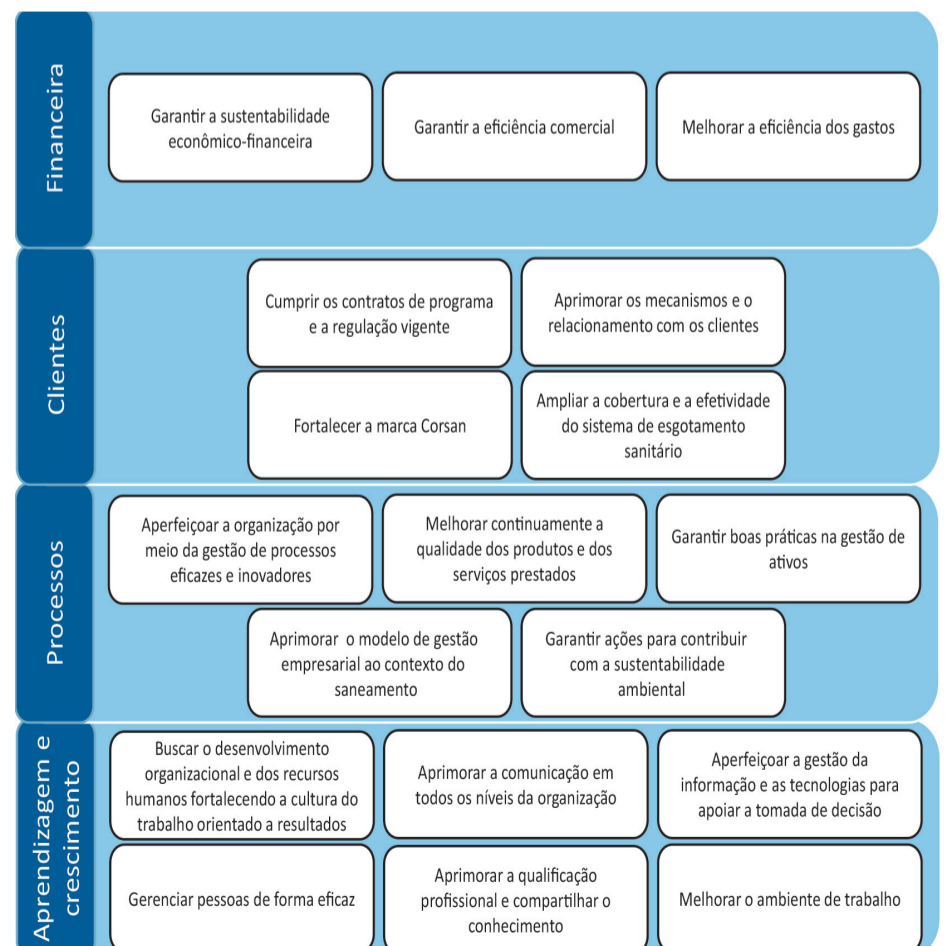 Financeira
Garantir a sustentabilidade
econômico-financeira
Garantir a eficiência comercial
Melhorar a eficiência dos gastos
Clientes
Cumprir os contratos de programa
e a regulação vigente
Aprimorar os mecanismos e o
relacionamento com os clientes
Fortalecer a marca Corsan
Ampliar a cobertura e a efetividade
do sistema de esgotamento
sanitário
Processos
Aperfeiçoar a organização por
meio da gestão de processos
eficazes e inovadores
Melhorar continuamente a
qualidade dos produtos e dos
serviços prestados
Garantir boas práticas na gestão de
ativos
Aprimorar o modelo de gestão
empresarial ao contexto do
saneamento
Garantir ações para contribuir
com a sustentabilidade
ambiental
Aprendizagem e
crescimento
Buscar o desenvolvimento
organizacional e dos recursos
humanos fortalecendo a cultura do
trabalho orientado a resultados
Aprimorar a comunicação em
todos os níveis da organização
Aperfeiçoar a gestão da
informação e as tecnologias para
apoiar a tomada de decisão
Gerenciar pessoas de forma eficaz
Aprimorar a qualificação
profissional e compartilhar o
conhecimento
Melhorar o ambiente de trabalho